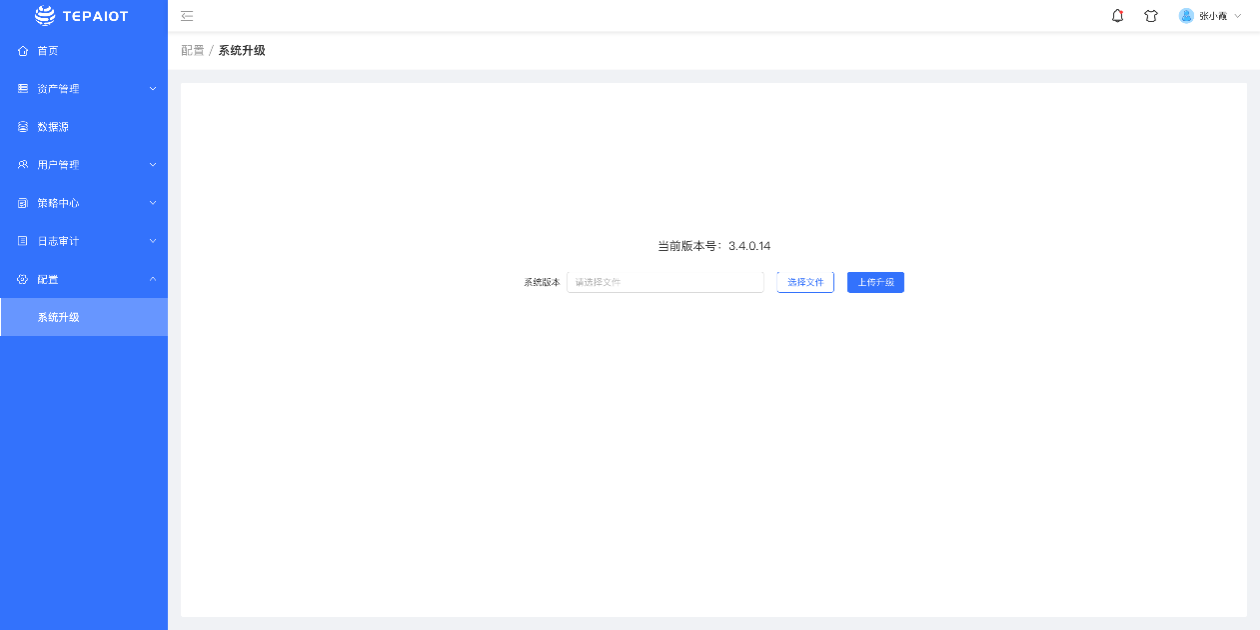 TEPAIOT
首页
资产管理
数据源
用户管理
策略中心
日志审计
配置
系统升级
张小霞
配置 / 系统升级
当前版本号：3.4.0.14
系统版本 请选择文件 选择文件 上传升级